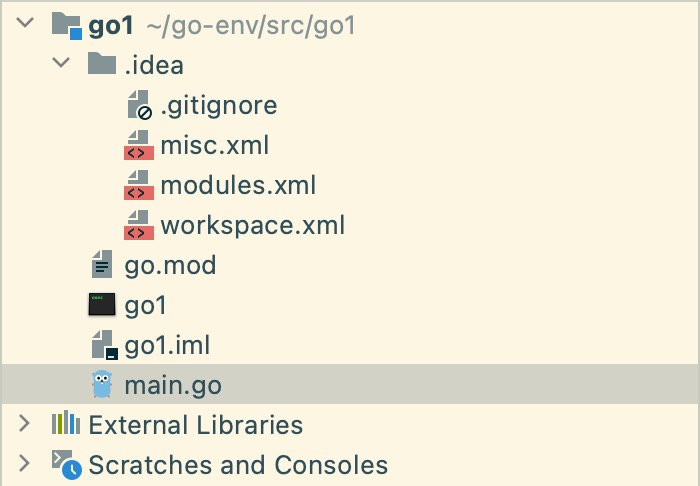 go1 ~/go-env/src/go1
.idea
.gitignore
misc.xml
modules.xml
workspace.xml
go.mod
go1
go1.iml
main.go
External Libraries
Scratches and Consoles